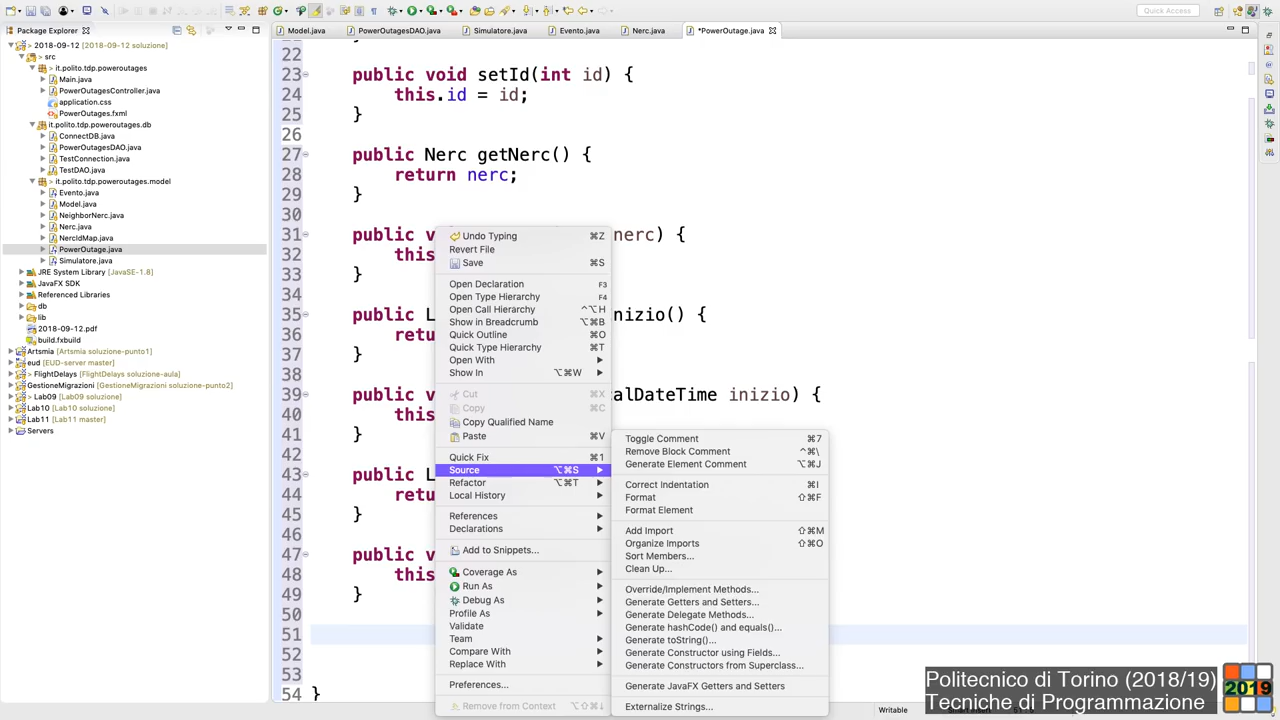 Quick Access
Package Explorer
Model.java
PowerOutagesDAO.java
Simulatore.java
Evento.java
Nerc.java
*PowerOutage.java
> 2018-09-12 (2018-09-12 soluzione)
> src
> it.polito.tdp.poweroutages
Main.java
PowerOutagesController.java
application.css
PowerOutages.fxml
it.polito.tdp.poweroutages.db
ConnectDB.java
PowerOutagesDAO.java
TestConnection.java
TestDAO.java
> it.polito.tdp.poweroutages.model
Evento.java
Model.java
NeighborNerc.java
Nerc.java
NercIdMap.java
PowerOutage.java
Simulatore.java
JRE System Library [JavaSE-1.8]
JavaFX SDK
Referenced Libraries
db
lib
2018-09-12.pdf
build.fxbuild
Artsmia (Artsmia soluzione-punto1)
eud (EUD-server master)
> FlightDelays (FlightDelays soluzione-aula)
GestioneMigrazioni (GestioneMigrazioni soluzione-punto2)
> Lab09 (Lab09 soluzione)
Lab10 (Lab10 soluzione)
Lab11 (Lab11 master)
Servers
22
23 public void setId(int id) {
24 this.id = id;
25 }
26
27 public Nerc getNerc() {
28 return nerc;
29 }
30
31 public v nerc) {
32 this
33 }
34
35 public L nizio() {
36 retu
37 }
38
39 public v alDateTime inizio) {
40 this
41 }
42
43 public L
44 retu
45 }
46
47 public v
48 this
49 }
50
51
52
53
54 }
Undo Typing ⌘Z
Revert File
Save ⌘S
Open Declaration F3
Open Type Hierarchy F4
Open Call Hierarchy ^⌥H
Show in Breadcrumb ⌥⌘B
Quick Outline ⌘O
Quick Type Hierarchy ⌘T
Open With
Show In ⌥⌘W
Cut ⌘X
Copy ⌘C
Copy Qualified Name
Paste ⌘V
Quick Fix ⌘1
Source ⌥⌘S
Refactor ⌥⌘T
Local History
References
Declarations
Add to Snippets...
Coverage As
Run As
Debug As
Profile As
Validate
Team
Compare With
Replace With
Preferences...
Remove from Context ⌥⇧⌘↓
Toggle Comment ⌘7
Remove Block Comment ^⌘\
Generate Element Comment ⌥⌘J
Correct Indentation ⌘I
Format ⇧⌘F
Format Element
Add Import ⇧⌘M
Organize Imports ⇧⌘O
Sort Members...
Clean Up...
Override/Implement Methods...
Generate Getters and Setters...
Generate Delegate Methods...
Generate hashCode() and equals()...
Generate toString()...
Generate Constructor using Fields...
Generate Constructors from Superclass...
Generate JavaFX Getters and Setters
Externalize Strings...
Politecnico di Torino (2018/19)
Tecniche di Programmazione
2019
Writable